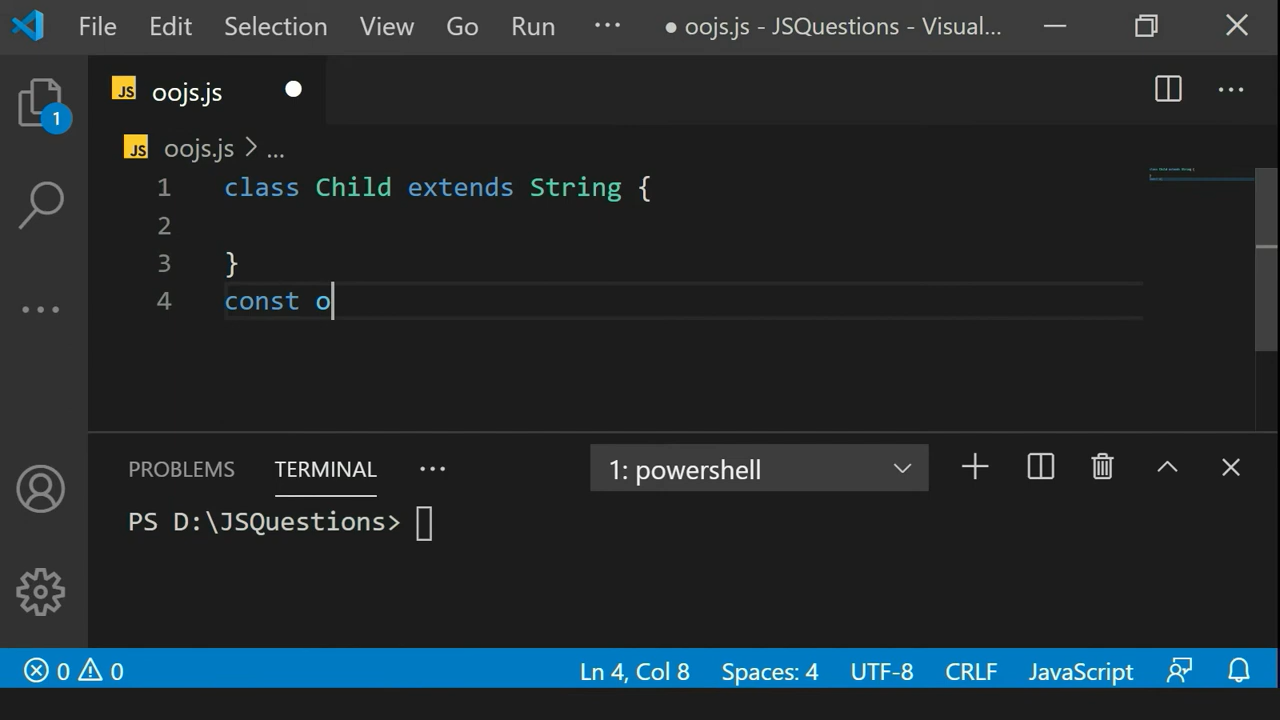 File Edit Selection View Go Run ··· ● oojs.js - JSQuestions - Visual...
JS oojs.js ● ···
1
JS oojs.js > ...
1 class Child extends String {
2
3 }
4 const o
PROBLEMS TERMINAL ··· 1: powershell
PS D:\JSQuestions>
0 0 Ln 4, Col 8 Spaces: 4 UTF-8 CRLF JavaScript